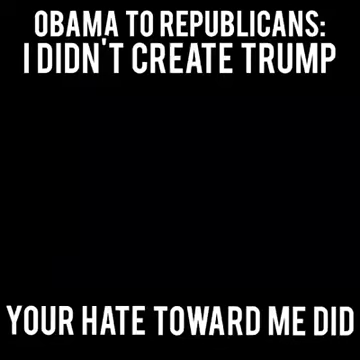 OBAMA TO REPUBLICANS:
I DIDN'T CREATE TRUMP
YOUR HATE TOWARD ME DID